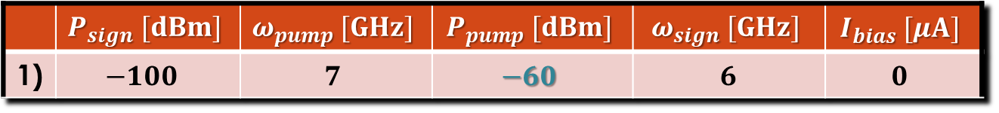 P_sign [dBm] ω_pump [GHz] P_pump [dBm] ω_sign [GHz] I_bias [μA]
1) −100 7 −60 6 0